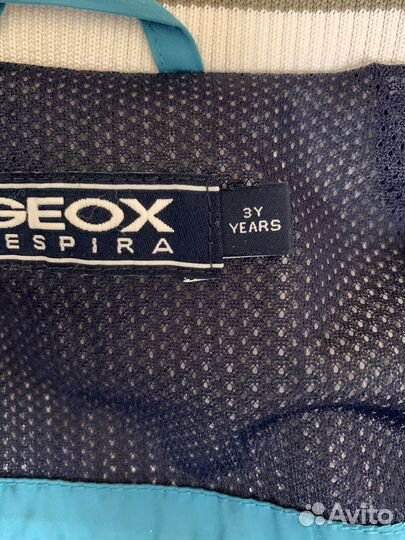 GEOX
ESPIRA
3Y
YEARS
Avito